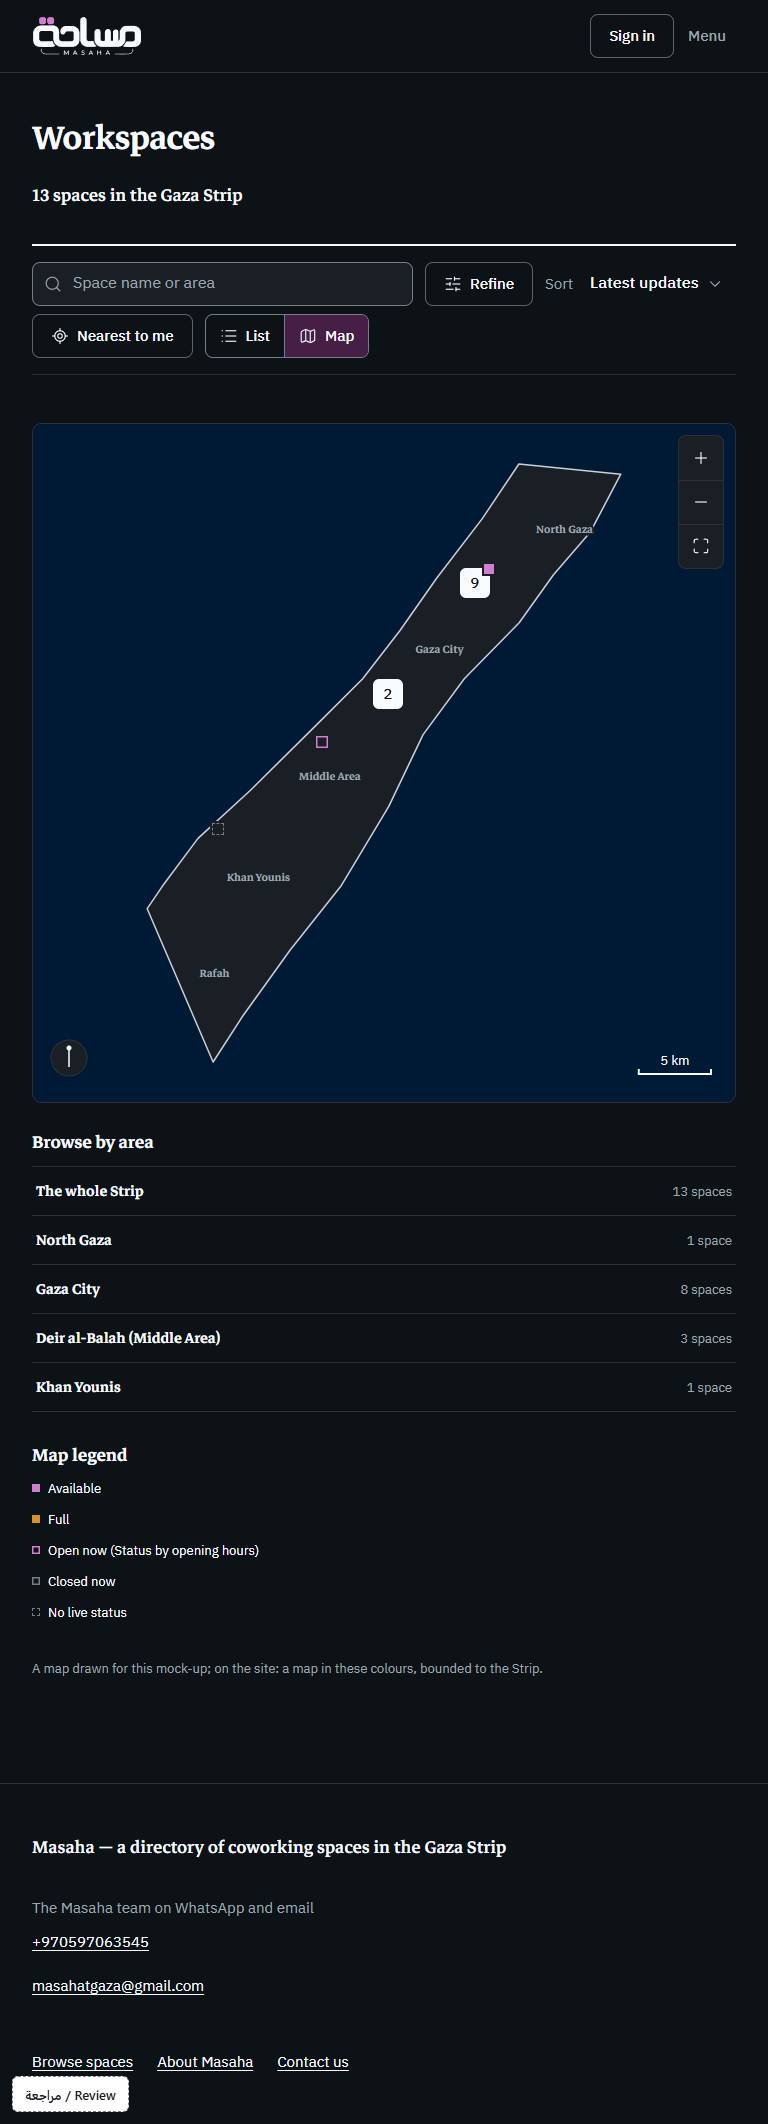 مساحة
MASAHA
Sign in
Menu
Workspaces
13 spaces in the Gaza Strip
Space name or area
Refine
Sort
Latest updates
Nearest to me
List
Map
North Gaza
9
Gaza City
2
Middle Area
Khan Younis
Rafah
5 km
Browse by area
The whole Strip
13 spaces
North Gaza
1 space
Gaza City
8 spaces
Deir al-Balah (Middle Area)
3 spaces
Khan Younis
1 space
Map legend
Available
Full
Open now (Status by opening hours)
Closed now
No live status
A map drawn for this mock-up; on the site: a map in these colours, bounded to the Strip.
Masaha — a directory of coworking spaces in the Gaza Strip
The Masaha team on WhatsApp and email
+970597063545
masahatgaza@gmail.com
Browse spaces
About Masaha
Contact us
مراجعة / Review